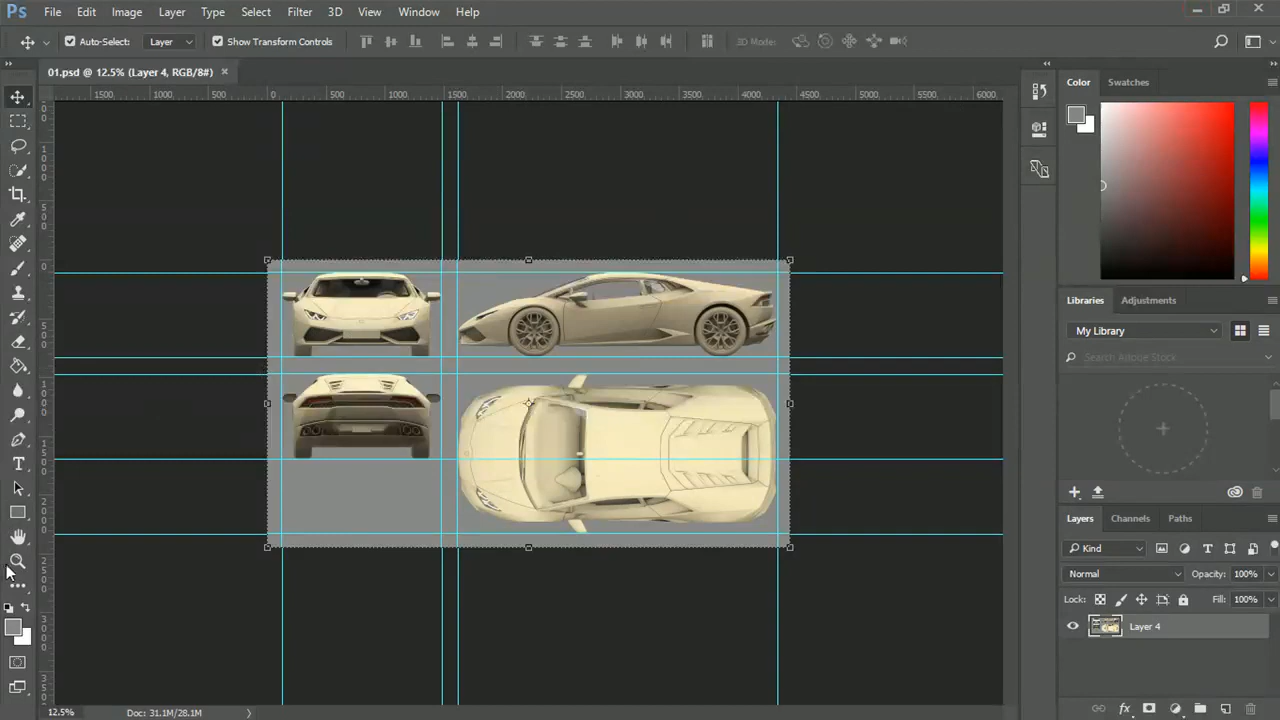 Ps File Edit Image Layer Type Select Filter 3D View Window Help
Auto-Select: Layer Show Transform Controls 3D Mode:
01.psd @ 12.5% (Layer 4, RGB/8#) ×
Color Swatches
1500 1000 500 0 500 1000 1500 2000 2500 3000 3500 4000 4500 5000 5500 6000
Libraries Adjustments
My Library
Search Adobe Stock
Layers Channels Paths
Kind
Normal Opacity: 100%
Lock: Fill: 100%
Layer 4
12.5% Doc: 31.1M/28.1M